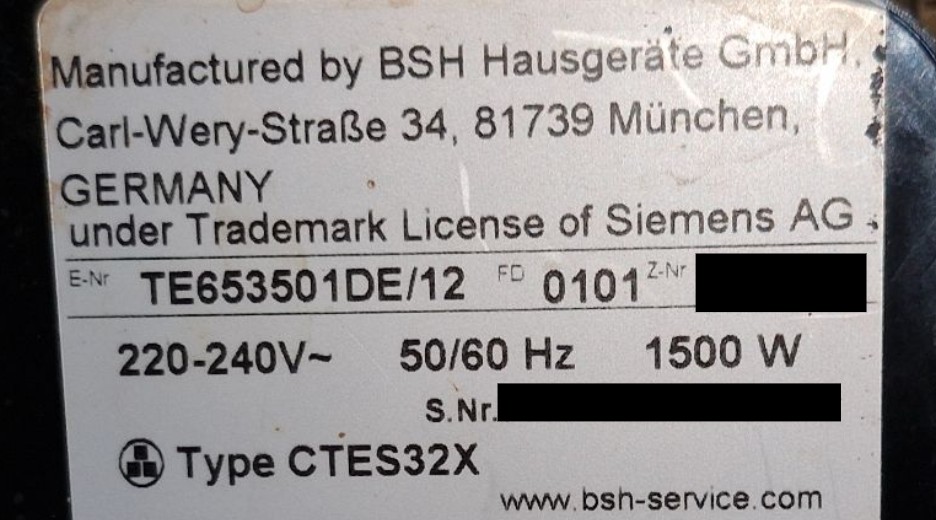 Manufactured by BSH Hausgeräte GmbH.
Carl-Wery-Straße 34, 81739 München,
GERMANY
under Trademark License of Siemens AG
E-Nr TE653501DE/12 FD 0101 Z-Nr
220-240V~ 50/60 Hz 1500 W
S.Nr.
Type CTES32X
www.bsh-service.com